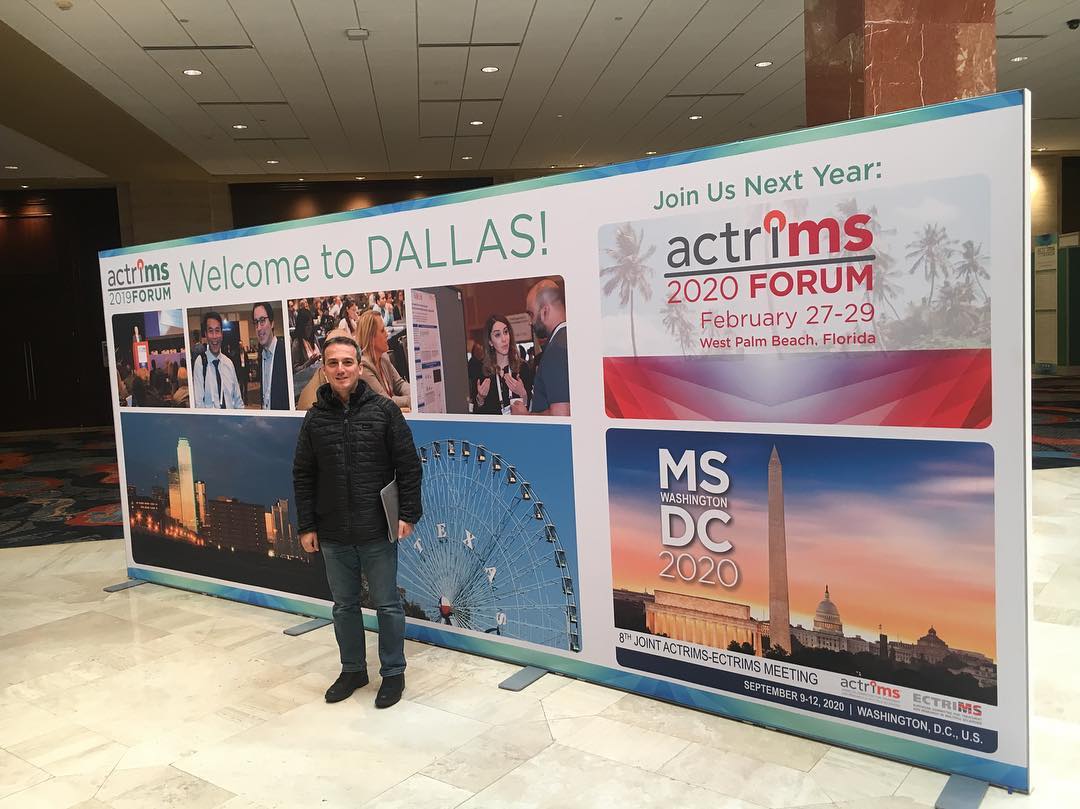 actrims
2019 FORUM
Welcome to DALLAS!
TEXAS
Join Us Next Year:
actrims
2020 FORUM
February 27-29
West Palm Beach, Florida
MS
WASHINGTON
DC
2020
8TH JOINT ACTRIMS-ECTRIMS MEETING
actrims
ECTRIMS
SEPTEMBER 9-12, 2020 | WASHINGTON, D.C., U.S.